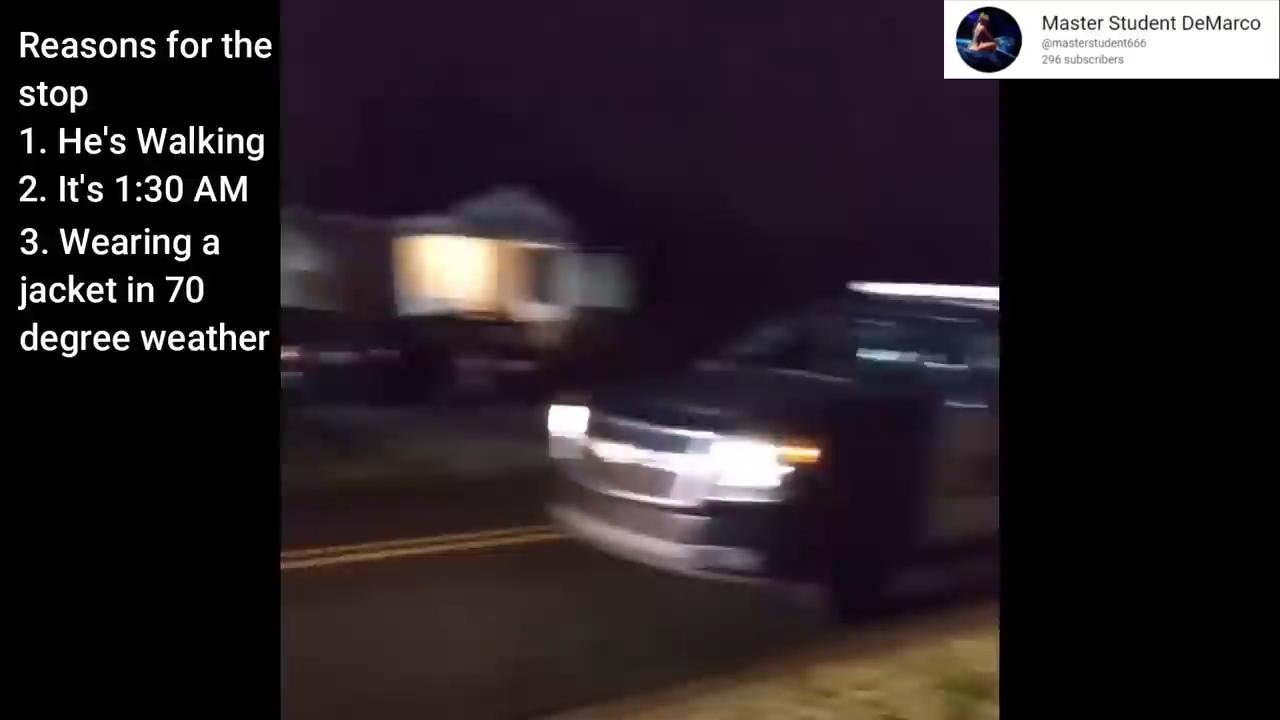 Reasons for the
stop
1. He's Walking
2. It's 1:30 AM
3. Wearing a
jacket in 70
degree weather
Master Student DeMarco
@masterstudent666
296 subscribers